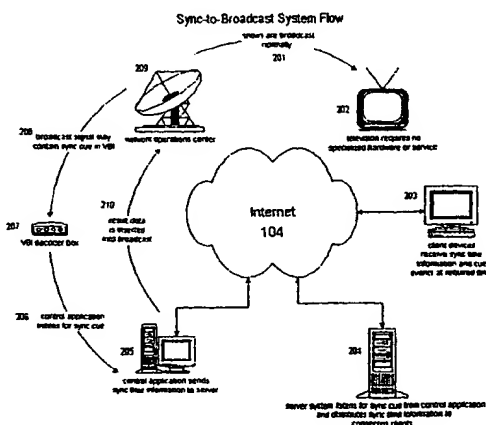 Sync-to-Broadcast System Flow
shows are broadcast
normally
201
209
network operations center
202
television requires no
specialized hardware or service
208
broadcast signal may
contain sync cue in VBI
210
event data
is inserted
into broadcast
207
VBI decoder box
Internet
104
203
client devices
receive sync time
information and cue
events at required time
206
control application
listens for sync cue
205
control application sends
sync time information to server
204
server system listens for sync cue from control application
and distributes sync time information to
connected clients